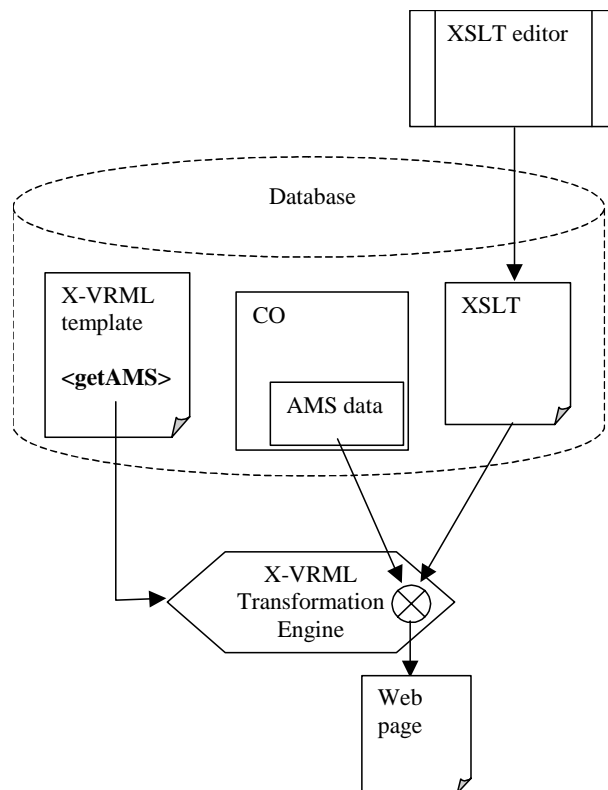 XSLT editor
Database
X-VRML
template
<getAMS>
CO
AMS data
XSLT
X-VRML
Transformation
Engine
Web
page